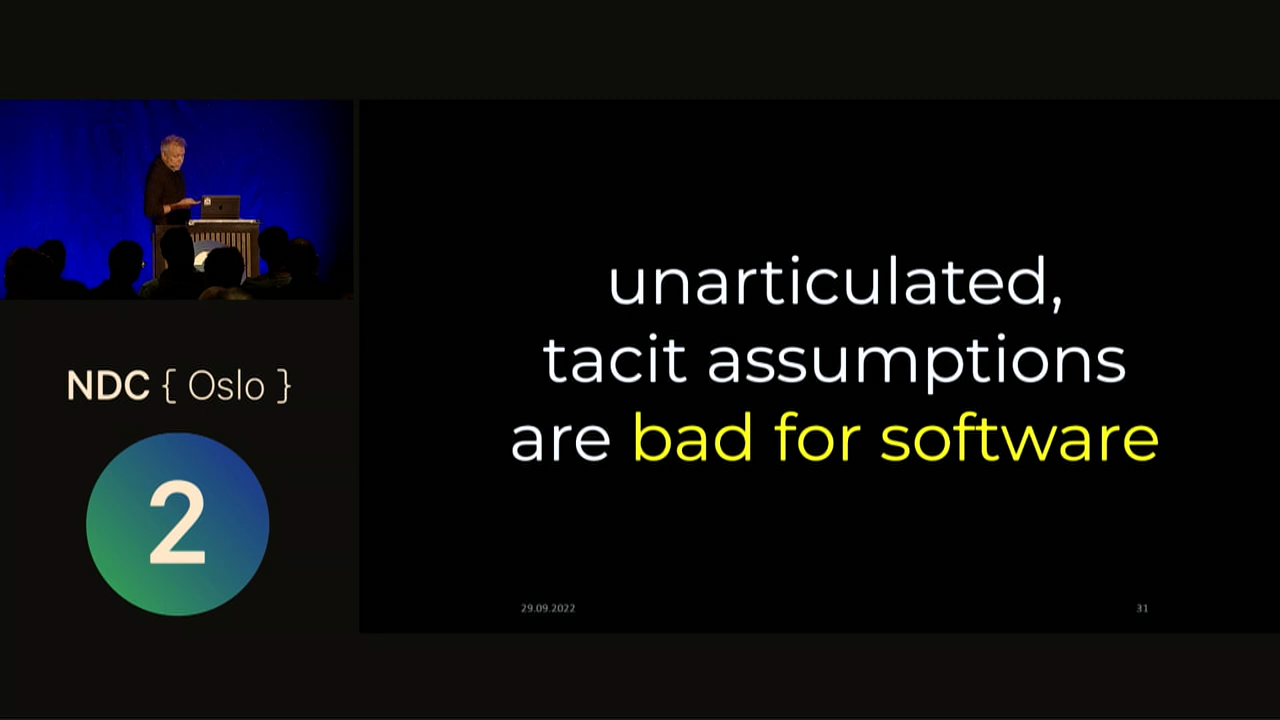 NDC { Oslo }
2
unarticulated,
tacit assumptions
are bad for software
29.09.2022
31